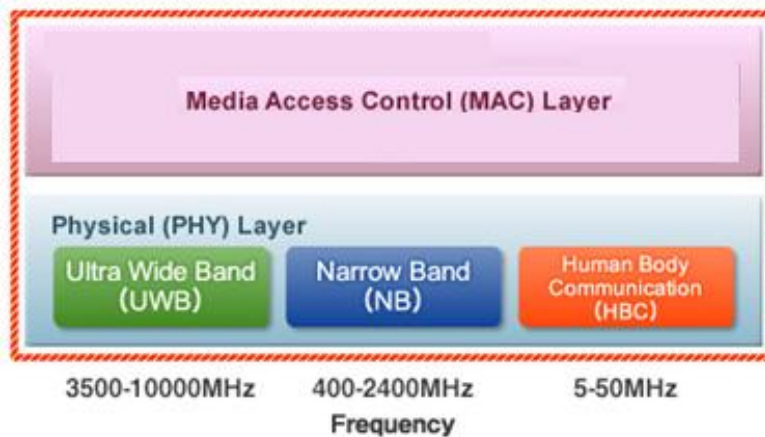 Media Access Control (MAC) Layer
Physical (PHY) Layer
Ultra Wide Band
(UWB)
Narrow Band
(NB)
Human Body
Communication
(HBC)
3500-10000MHz
400-2400MHz
5-50MHz
Frequency